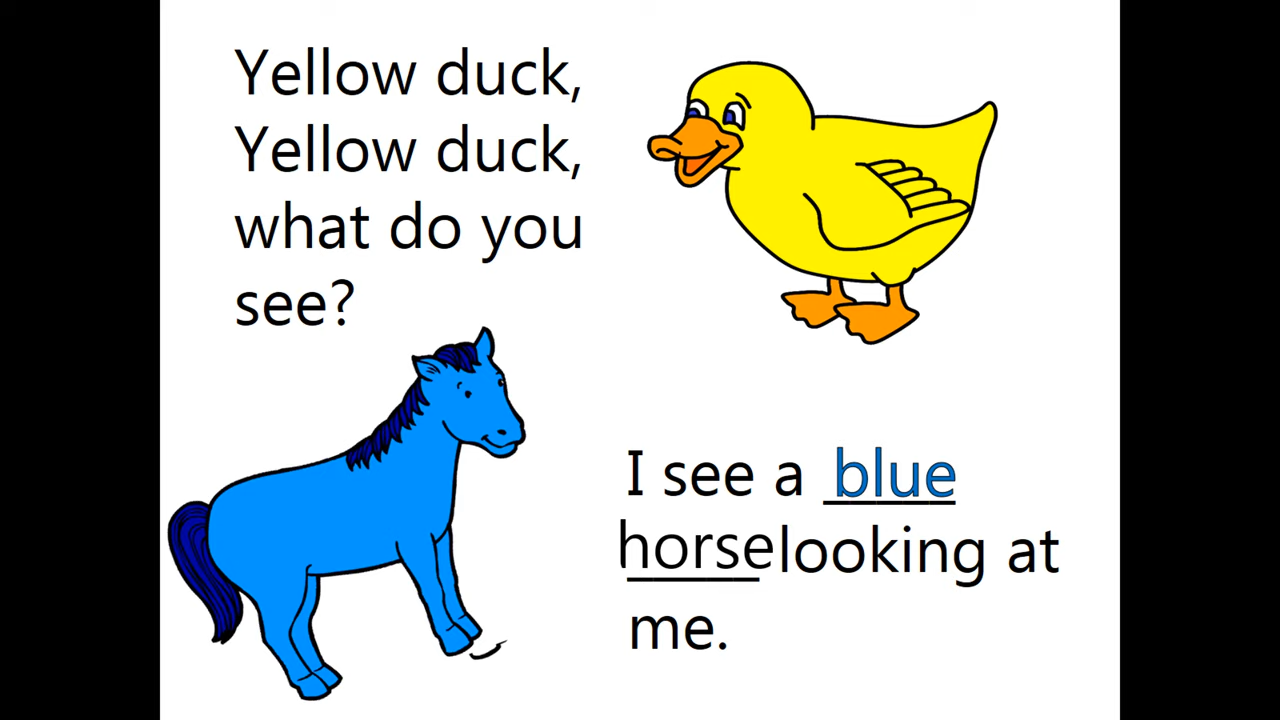 Yellow duck,
Yellow duck,
what do you
see?
I see a blue
horse looking at
me.